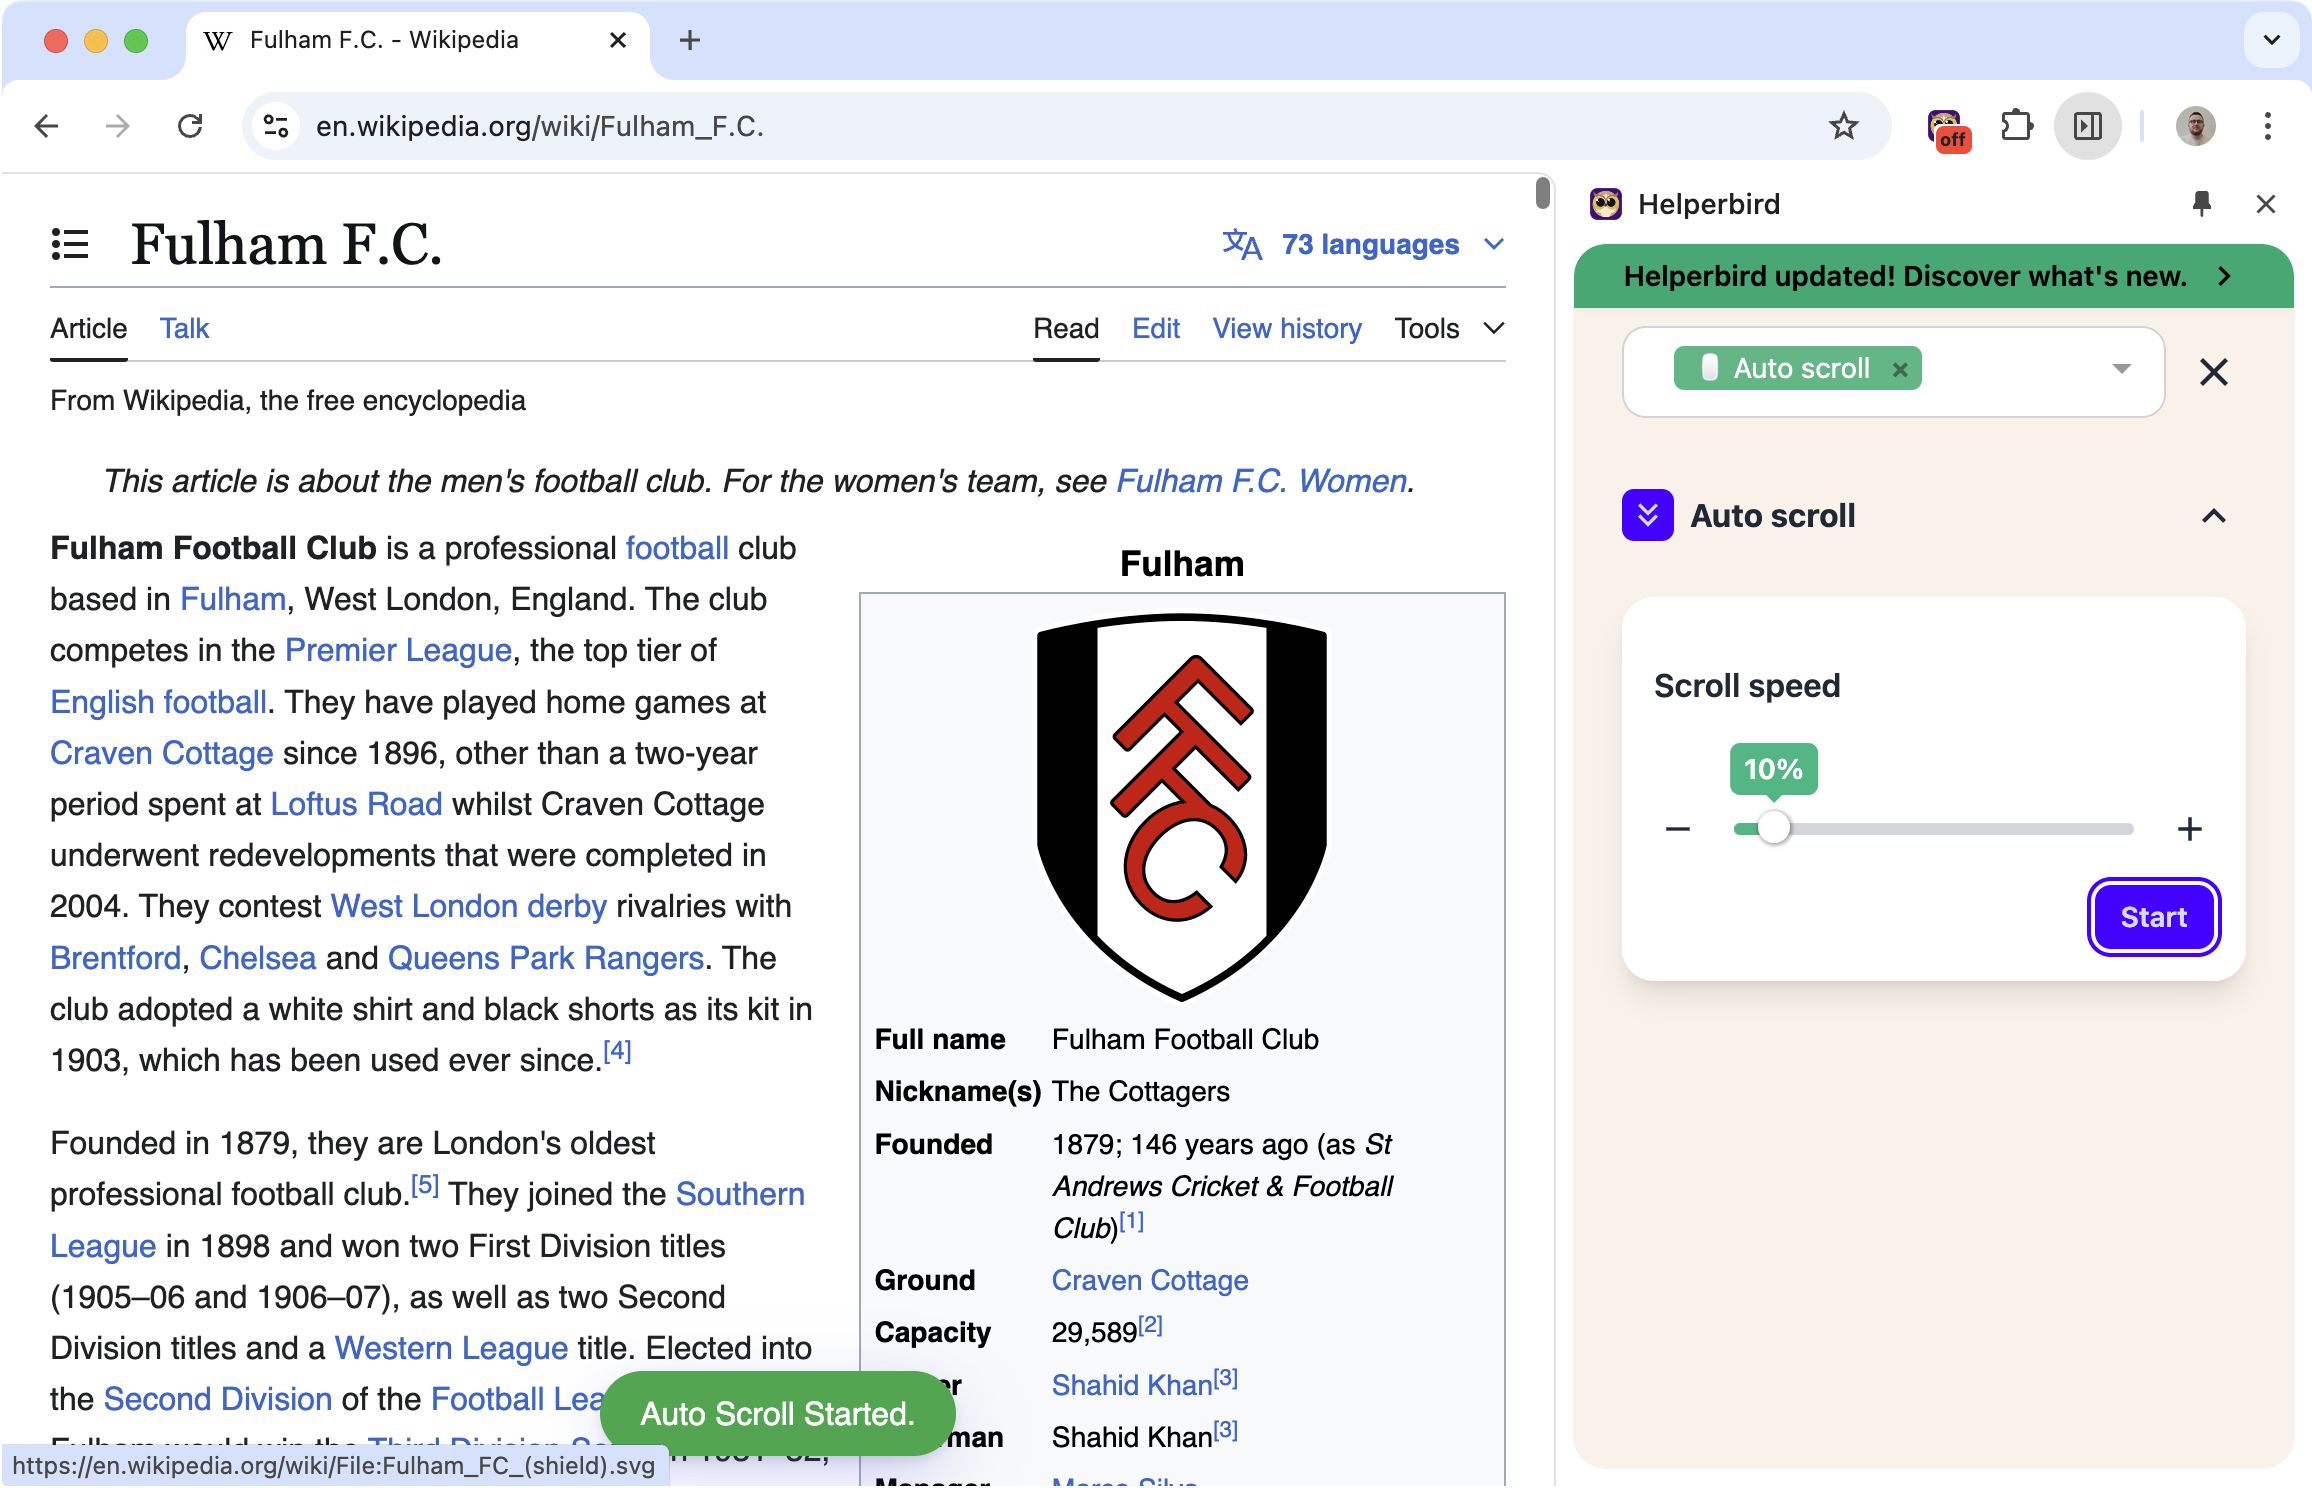 Fulham F.C. - Wikipedia
en.wikipedia.org/wiki/Fulham_F.C.
off
Fulham F.C.
73 languages
Article
Talk
Read
Edit
View history
Tools
From Wikipedia, the free encyclopedia
This article is about the men's football club. For the women's team, see Fulham F.C. Women.
Fulham Football Club is a professional football club
based in Fulham, West London, England. The club
competes in the Premier League, the top tier of
English football. They have played home games at
Craven Cottage since 1896, other than a two-year
period spent at Loftus Road whilst Craven Cottage
underwent redevelopments that were completed in
2004. They contest West London derby rivalries with
Brentford, Chelsea and Queens Park Rangers. The
club adopted a white shirt and black shorts as its kit in
1903, which has been used ever since.[4]
Founded in 1879, they are London's oldest
professional football club.[5] They joined the Southern
League in 1898 and won two First Division titles
(1905–06 and 1906–07), as well as two Second
Division titles and a Western League title. Elected into
the Second Division of the Football
Fulham would win the Third Division
Fulham
FFC
Full name Fulham Football Club
Nickname(s) The Cottagers
Founded 1879; 146 years ago (as St
Andrews Cricket & Football
Club)[1]
Ground Craven Cottage
Capacity 29,589[2]
Shahid Khan[3]
Shahid Khan[3]
Manager Marco Silva
Auto Scroll Started.
https://en.wikipedia.org/wiki/File:Fulham_FC_(shield).svg
Helperbird
Helperbird updated! Discover what's new.
Auto scroll
Auto scroll
Scroll speed
10%
Start